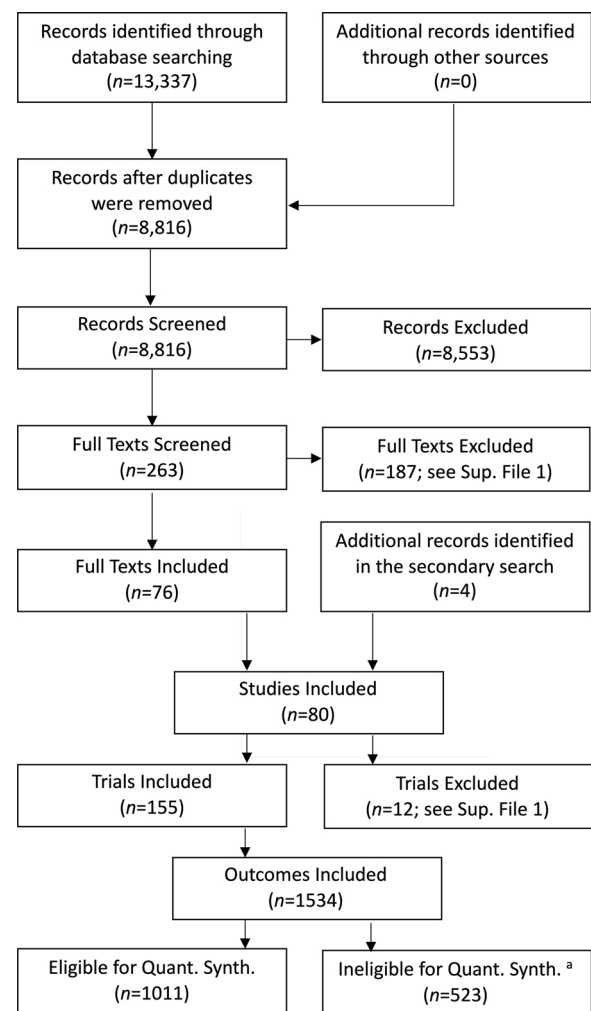 Records identified through
database searching
(n=13,337)
Additional records identified
through other sources
(n=0)
Records after duplicates
were removed
(n=8,816)
Records Screened
(n=8,816)
Records Excluded
(n=8,553)
Full Texts Screened
(n=263)
Full Texts Excluded
(n=187; see Sup. File 1)
Full Texts Included
(n=76)
Additional records identified
in the secondary search
(n=4)
Studies Included
(n=80)
Trials Included
(n=155)
Trials Excluded
(n=12; see Sup. File 1)
Outcomes Included
(n=1534)
Eligible for Quant. Synth.
(n=1011)
Ineligible for Quant. Synth. a
(n=523)